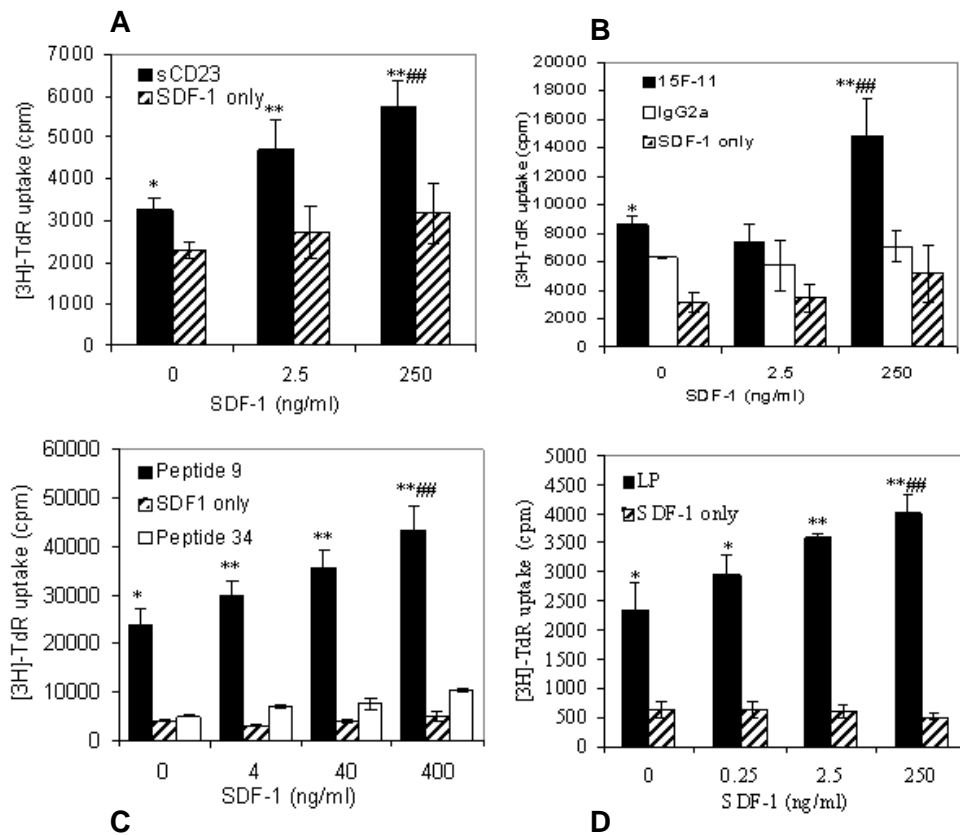 A
[3H]-TdR uptake (cpm)
7000
6000
5000
4000
3000
2000
1000
0
sCD23
SDF-1 only
*
**
**##
0 2.5 250
SDF-1 (ng/ml)
B
[3H]-TdR uptake (cpm)
20000
18000
16000
14000
12000
10000
8000
6000
4000
2000
0
15F-11
IgG2a
SDF-1 only
*
**##
0 2.5 250
SDF-1 (ng/ml)
[3H]-TdR uptake (cpm)
60000
50000
40000
30000
20000
10000
0
Peptide 9
SDF1 only
Peptide 34
*
**
**
**##
0 4 40 400
SDF-1 (ng/ml)
C
[3H]-TdR uptake (cpm)
5000
4500
4000
3500
3000
2500
2000
1500
1000
500
0
LP
SDF-1 only
*
*
**
**##
0 0.25 2.5 250
SDF-1 (ng/ml)
D